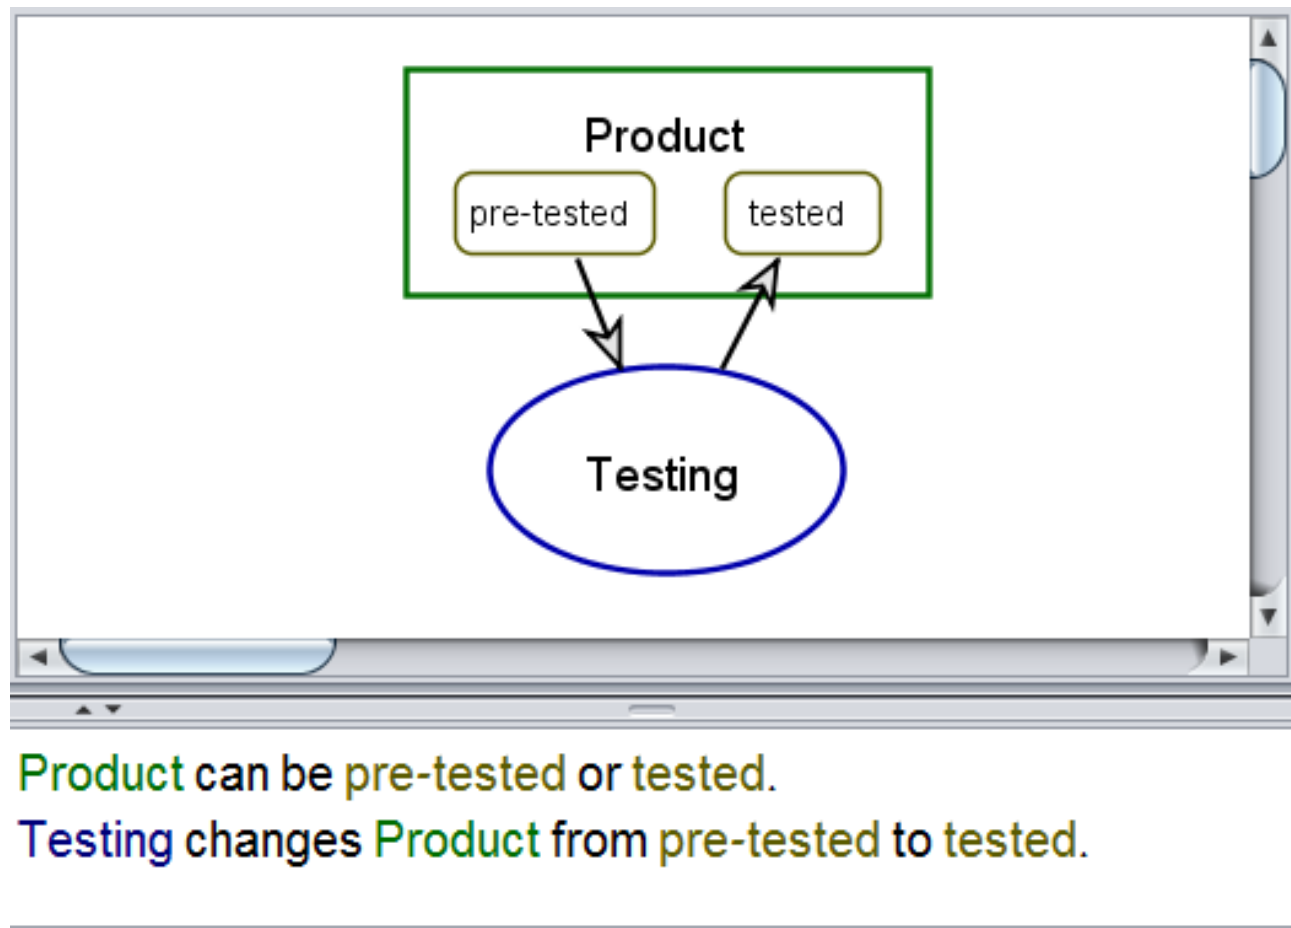 Product
pre-tested tested
Testing
Product can be pre-tested or tested.
Testing changes Product from pre-tested to tested.